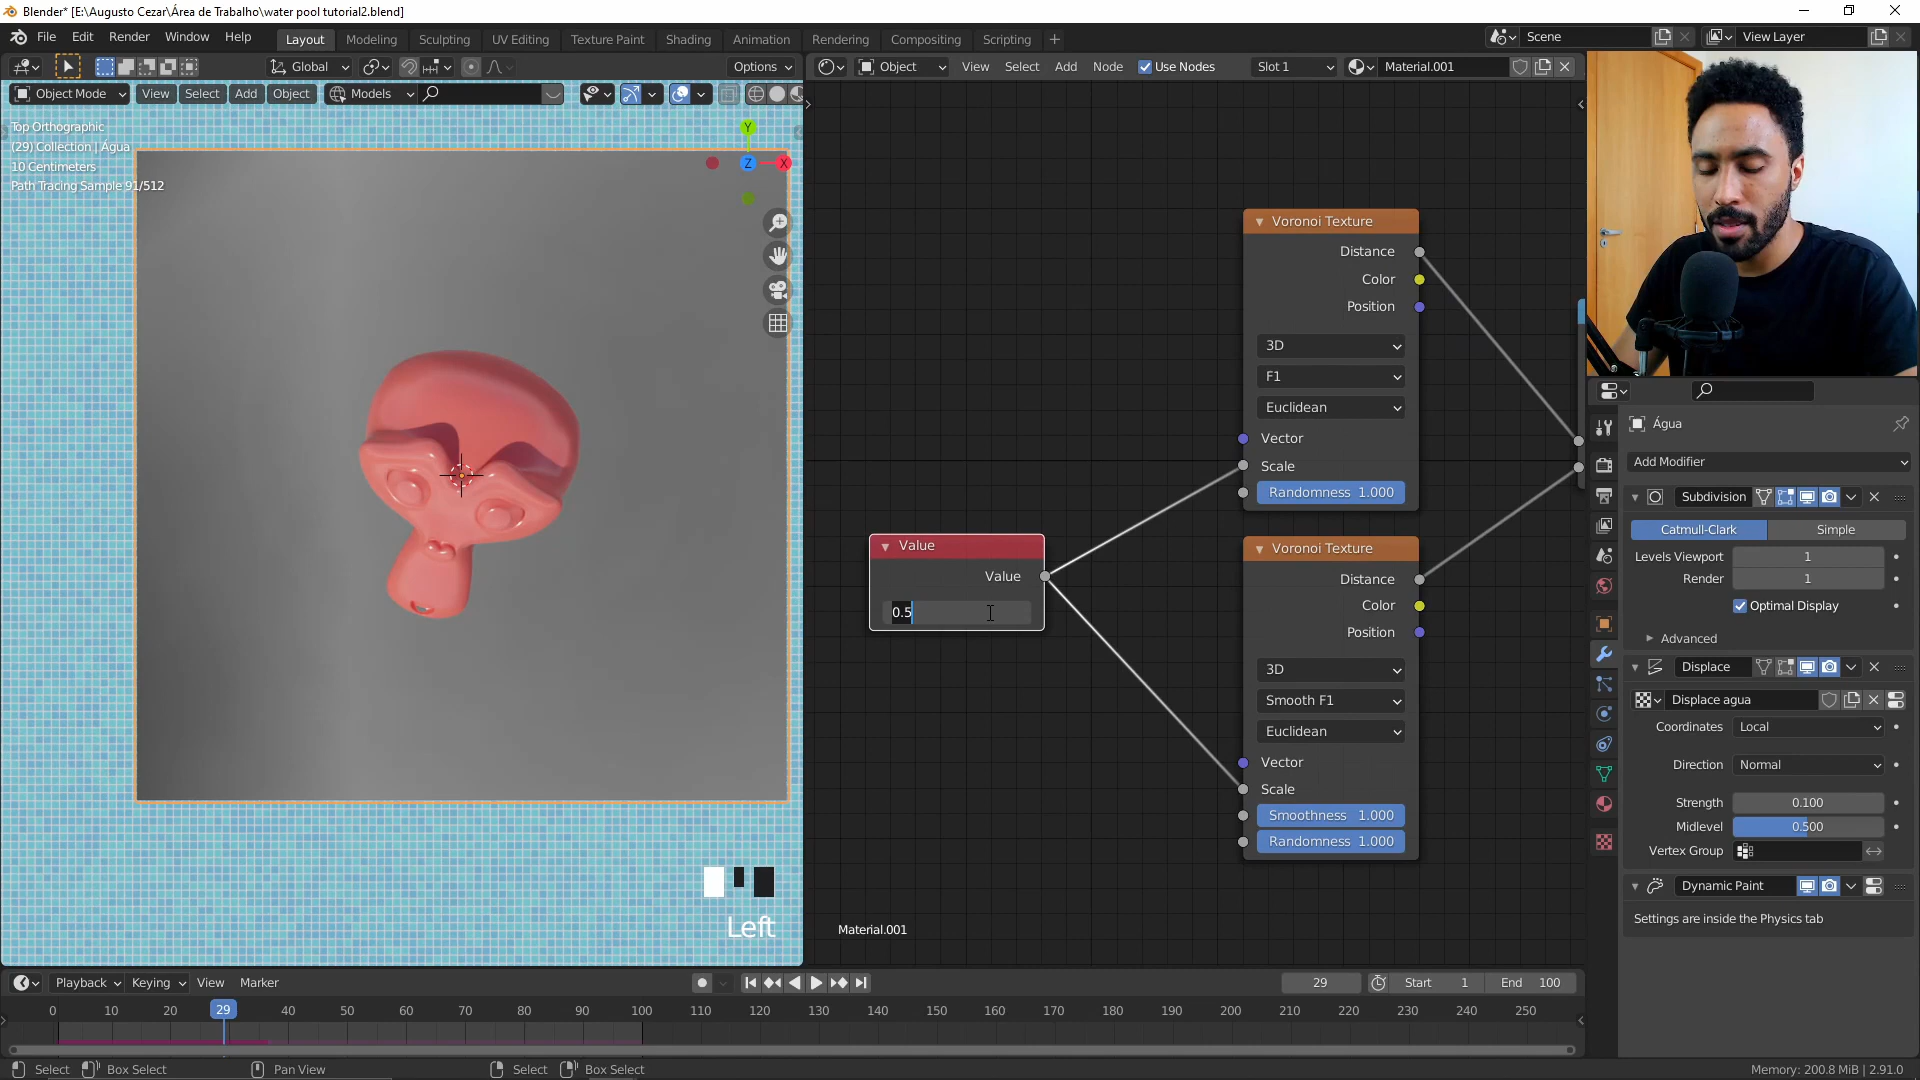 Blender* [E:\Augusto Cezar\Área de Trabalho\water pool tutorial2.blend]
File Edit Render Window Help Layout Modeling Sculpting UV Editing Texture Paint Shading Animation Rendering Compositing Scripting Scene View Layer
Global Options Object View Select Add Node Use Nodes Slot 1 Material.001
Object Mode View Select Add Object Models
Top Orthographic
(29) Collection | Água
10 Centimeters
Path Tracing Sample 91/512
Y
Z
X
Voronoi Texture
Distance
Color
Position
3D
F1
Euclidean
Vector
Scale
Randomness 1.000
Value
Value
0.5
Voronoi Texture
Distance
Color
Position
3D
Smooth F1
Euclidean
Vector
Scale
Smoothness 1.000
Randomness 1.000
Left
Material.001
Água
Add Modifier
Subdivision
Catmull-Clark Simple
Levels Viewport 1
Render 1
Optimal Display
Advanced
Displace
Displace agua
Coordinates Local
Direction Normal
Strength 0.100
Midlevel 0.500
Vertex Group
Dynamic Paint
Settings are inside the Physics tab
Playback Keying View Marker 29 Start 1 End 100
0 10 20 29 40 50 60 70 80 90 100 110 120 130 140 150 160 170 180 190 200 210 220 230 240 250
Select Box Select Pan View Select Box Select Memory: 200.8 MiB | 2.91.0